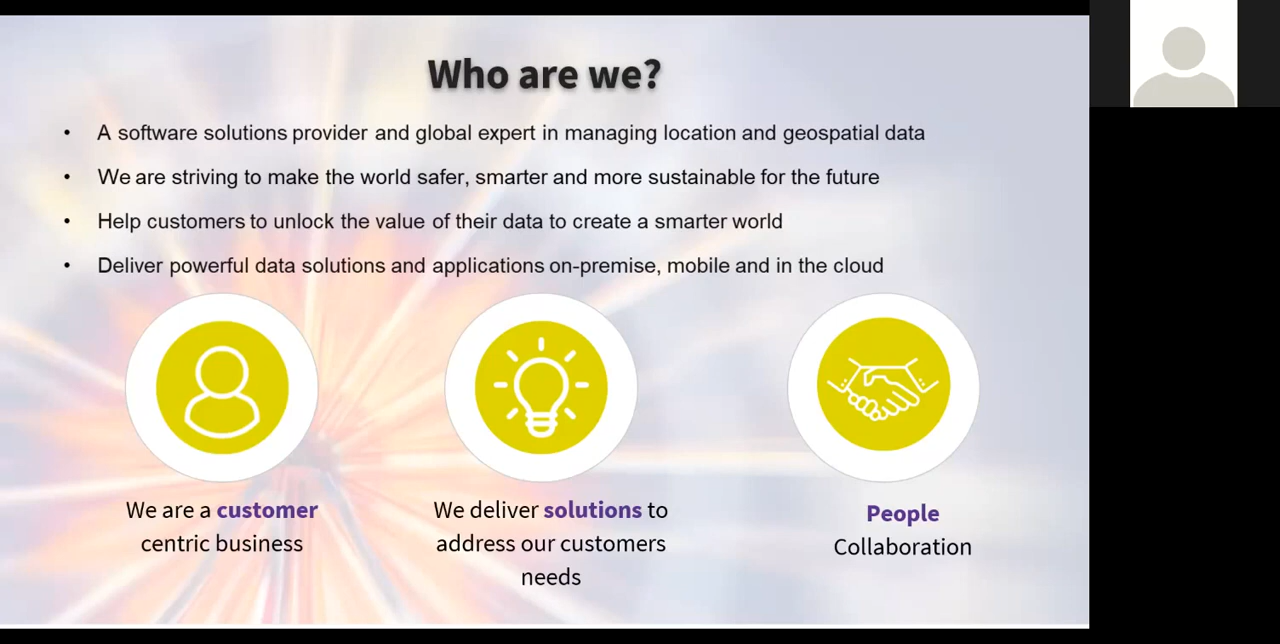 Who are we?
• A software solutions provider and global expert in managing location and geospatial data
• We are striving to make the world safer, smarter and more sustainable for the future
• Help customers to unlock the value of their data to create a smarter world
• Deliver powerful data solutions and applications on-premise, mobile and in the cloud
We are a customer
centric business
We deliver solutions to
address our customers
needs
People
Collaboration